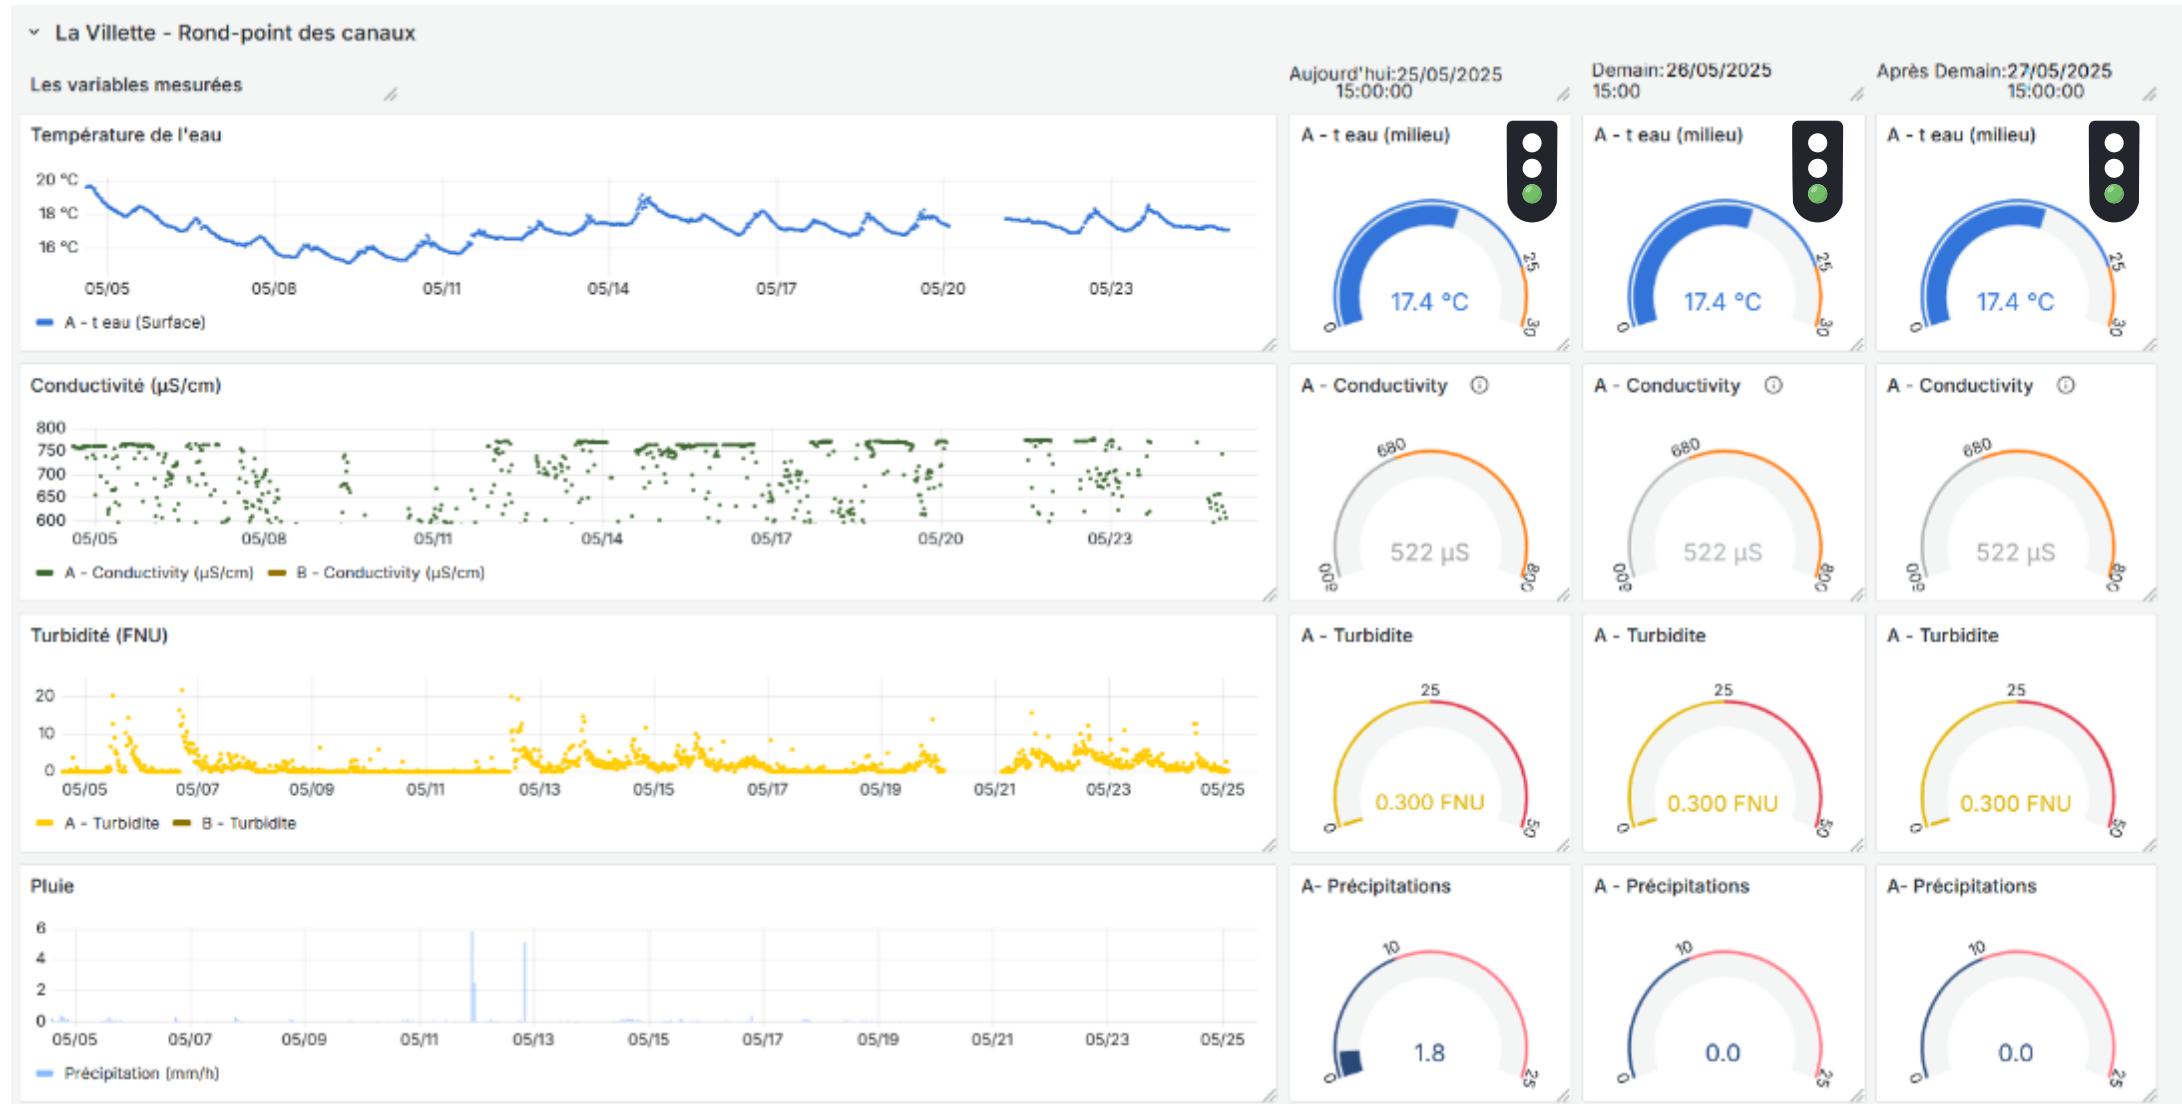 La Villette - Rond-point des canaux
Les variables mesurées
Aujourd'hui:25/05/2025
15:00:00
Demain:26/05/2025
15:00
Après Demain:27/05/2025
15:00:00
Température de l'eau
20 °C
18 °C
16 °C
05/05 05/08 05/11 05/14 05/17 05/20 05/23
A - t eau (Surface)
A - t eau (milieu)
0 25 30
17.4 °C
A - t eau (milieu)
0 25 30
17.4 °C
A - t eau (milieu)
0 25 30
17.4 °C
Conductivité (µS/cm)
800
750
700
650
600
05/05 05/08 05/11 05/14 05/17 05/20 05/23
A - Conductivity (µS/cm) B - Conductivity (µS/cm)
A - Conductivity
600 680 800
522 µS
A - Conductivity
600 680 800
522 µS
A - Conductivity
600 680 800
522 µS
Turbidité (FNU)
20
10
0
05/05 05/07 05/09 05/11 05/13 05/15 05/17 05/19 05/21 05/23 05/25
A - Turbidite B - Turbidite
A - Turbidite
0 25 50
0.300 FNU
A - Turbidite
0 25 50
0.300 FNU
A - Turbidite
0 25 50
0.300 FNU
Pluie
6
4
2
0
05/05 05/07 05/09 05/11 05/13 05/15 05/17 05/19 05/21 05/23 05/25
Précipitation (mm/h)
A- Précipitations
0 10 25
1.8
A - Précipitations
0 10 25
0.0
A- Précipitations
0 10 25
0.0